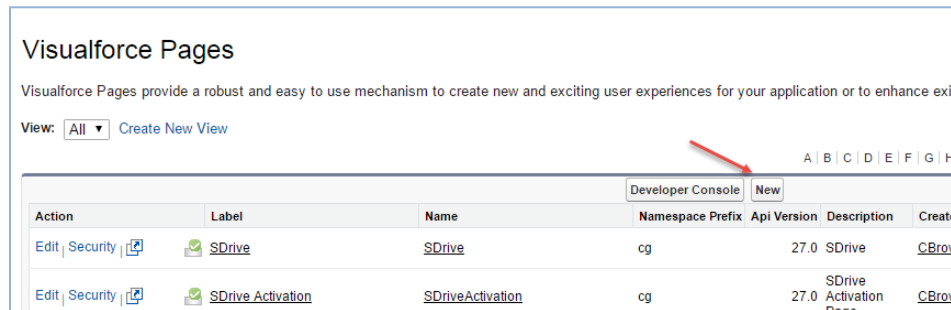 Visualforce Pages
Visualforce Pages provide a robust and easy to use mechanism to create new and exciting user experiences for your application or to enhance exi
View: All ▼ Create New View
A | B | C | D | E | F | G | H
Developer Console New
Action Label Name Namespace Prefix Api Version Description Creat
Edit | Security | SDrive SDrive cg 27.0 SDrive CBrow
Edit | Security | SDrive Activation SDriveActivation cg 27.0 SDrive Activation Page CBrow